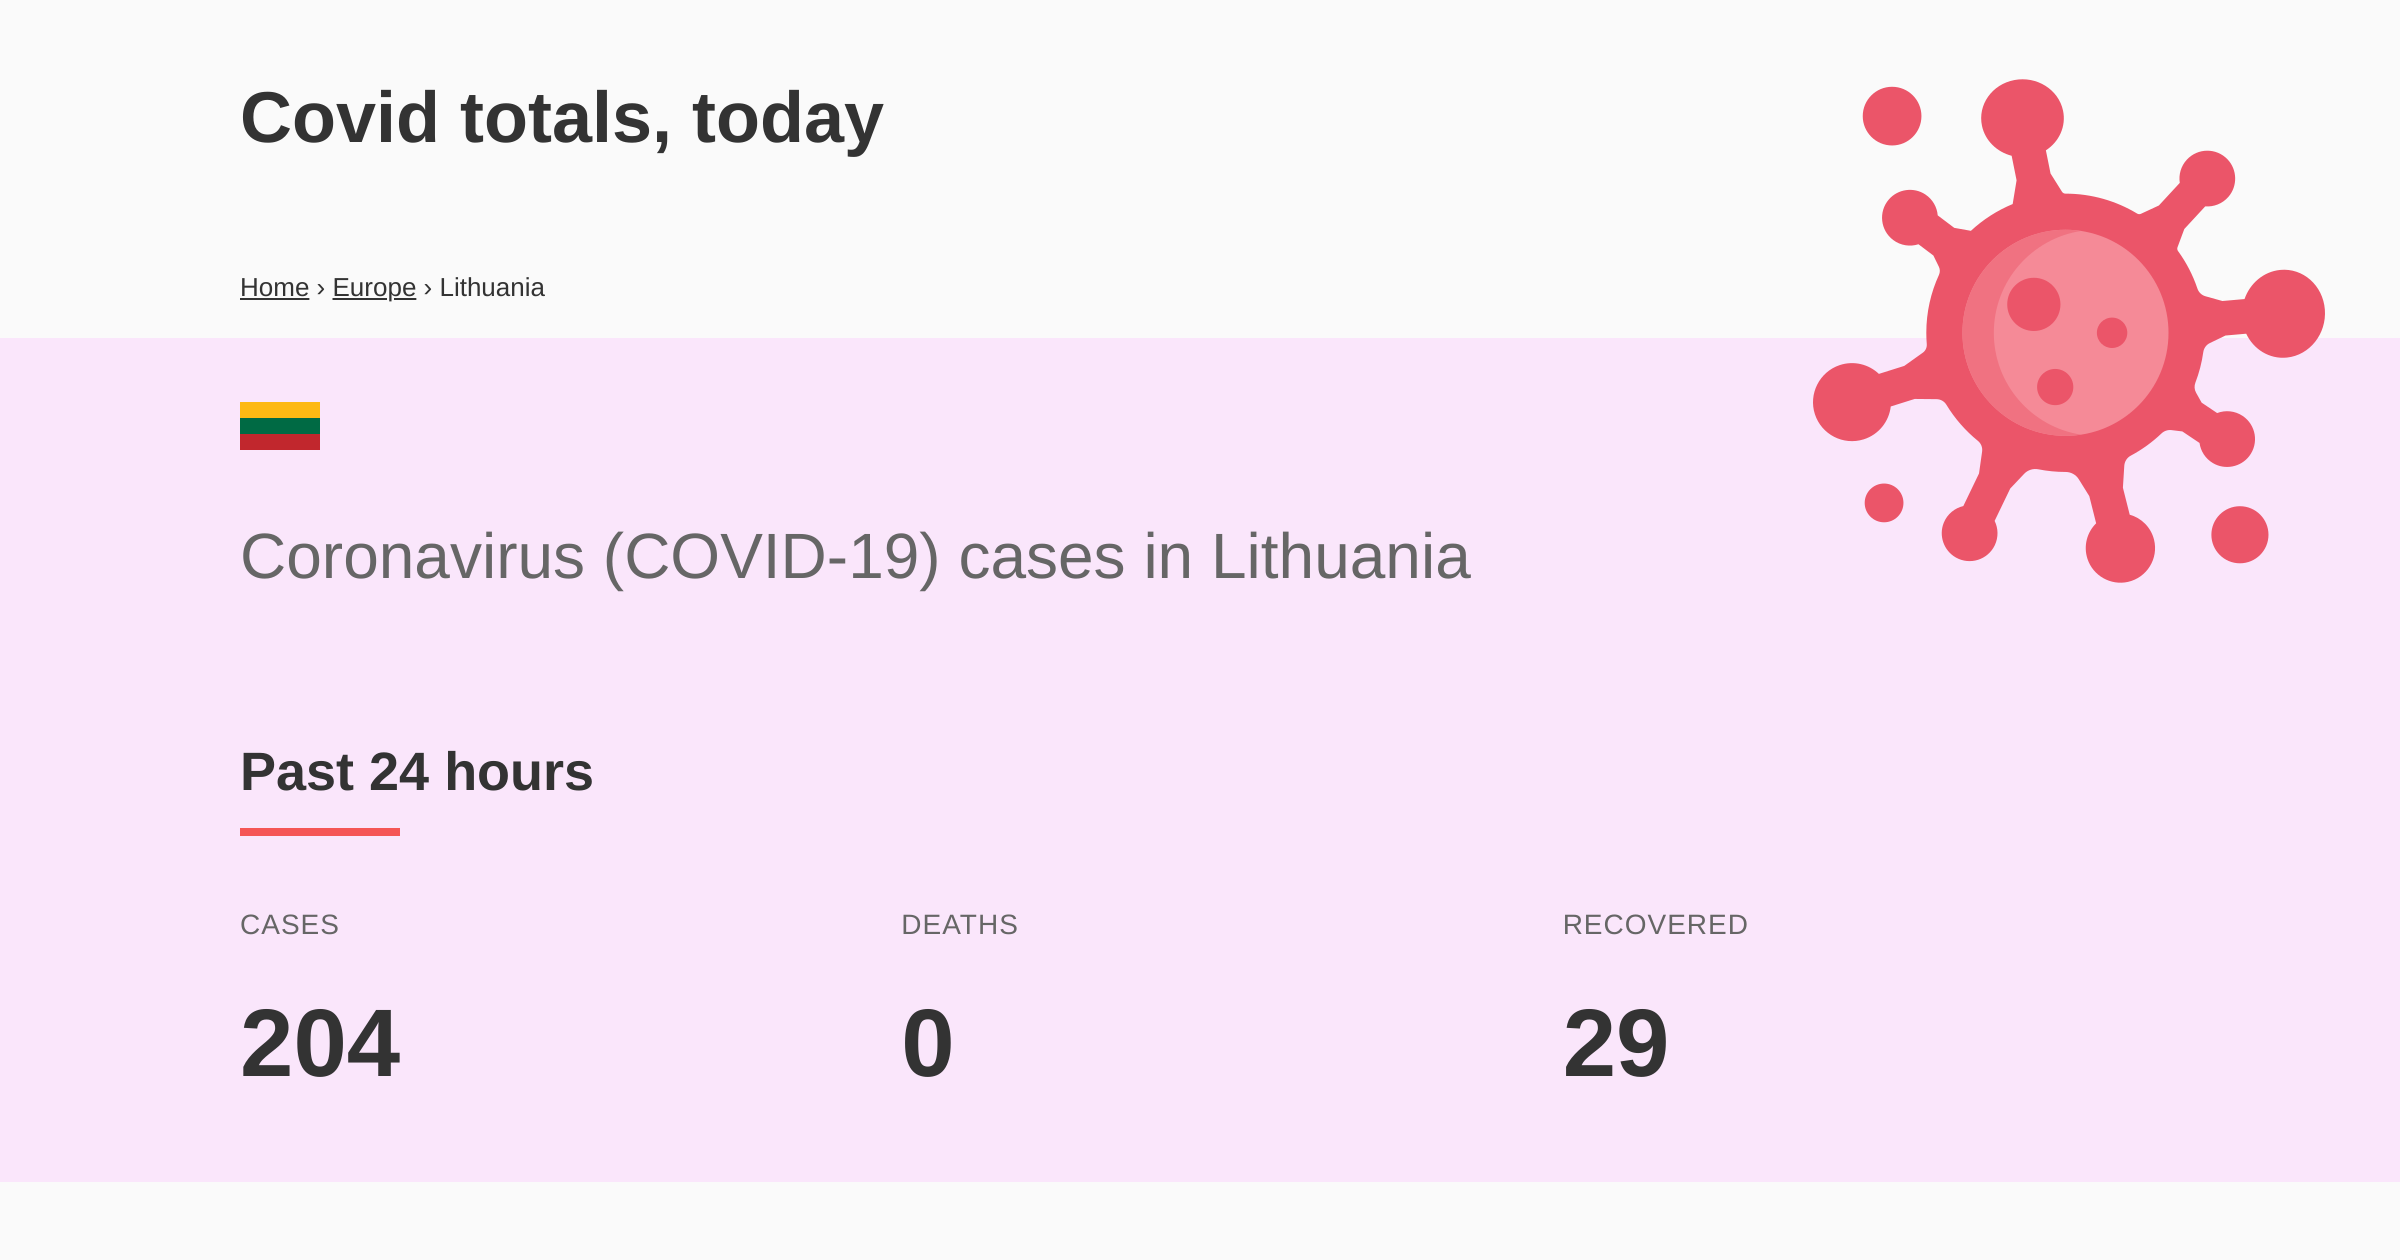 Covid totals, today
Home › Europe › Lithuania
Coronavirus (COVID-19) cases in Lithuania
Past 24 hours
CASES DEATHS RECOVERED
204 0 29